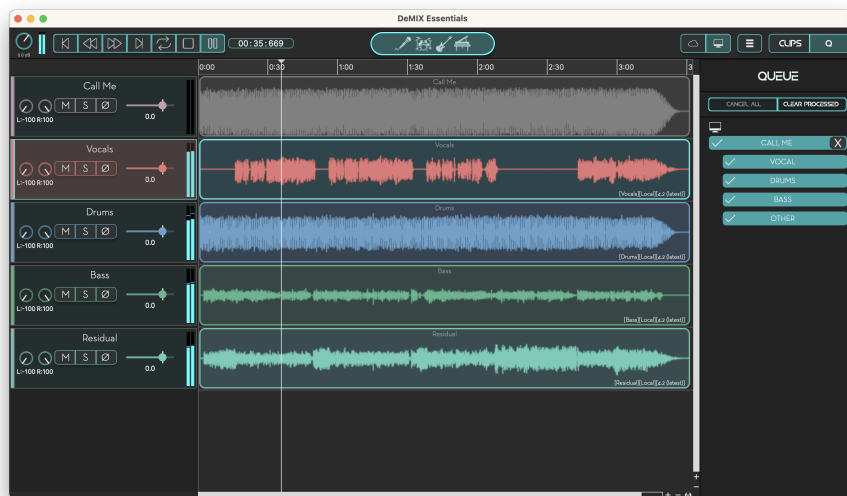 DeMIX Essentials
0.0 dB
00:35:669
CLIPS
Q
0:00
0:30
1:00
1:30
2:00
2:30
3:00
3
QUEUE
CANCEL ALL
CLEAR PROCESSED
CALL ME
X
VOCAL
DRUMS
BASS
OTHER
Call Me
M S Ø
L:-100 R:100
0.0
Call Me
Vocals
M S Ø
L:-100 R:100
0.0
Vocals
[Vocals][Local][4.2 (latest)]
Drums
M S Ø
L:-100 R:100
0.0
Drums
[Drums][Local][4.2 (latest)]
Bass
M S Ø
L:-100 R:100
0.0
Bass
[Bass][Local][4.2 (latest)]
Residual
M S Ø
L:-100 R:100
0.0
Residual
[Residual][Local][4.2 (latest)]